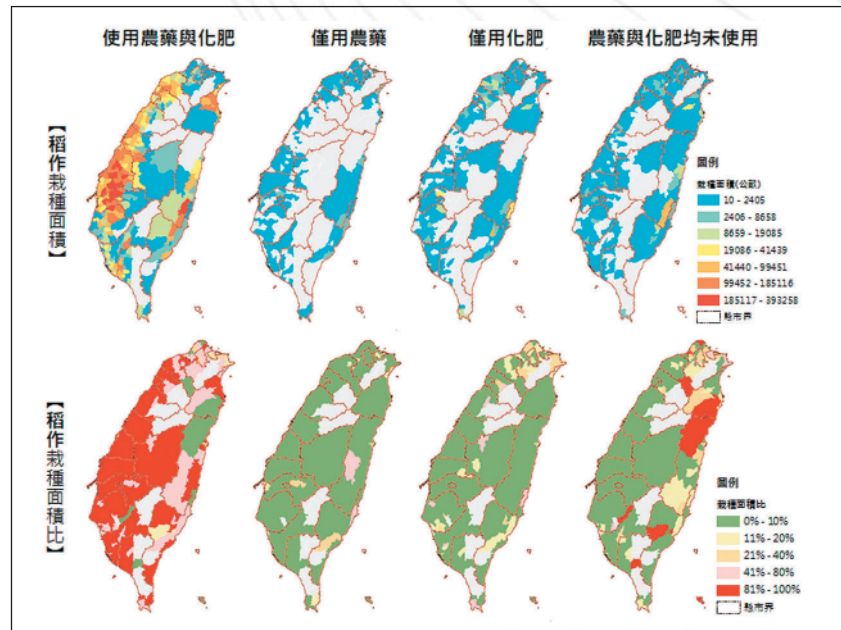 使用農藥與化肥
僅用農藥
僅用化肥
農藥與化肥均未使用
【稻作栽種面積】
圖例
栽種面積(公畝)
10 - 2405
2406 - 8658
8659 - 19085
19086 - 41439
41440 - 99451
99452 - 185116
185117 - 393258
縣市界
【稻作栽種面積比】
圖例
栽種面積比
0% - 10%
11% - 20%
21% - 40%
41% - 80%
81% - 100%
縣市界